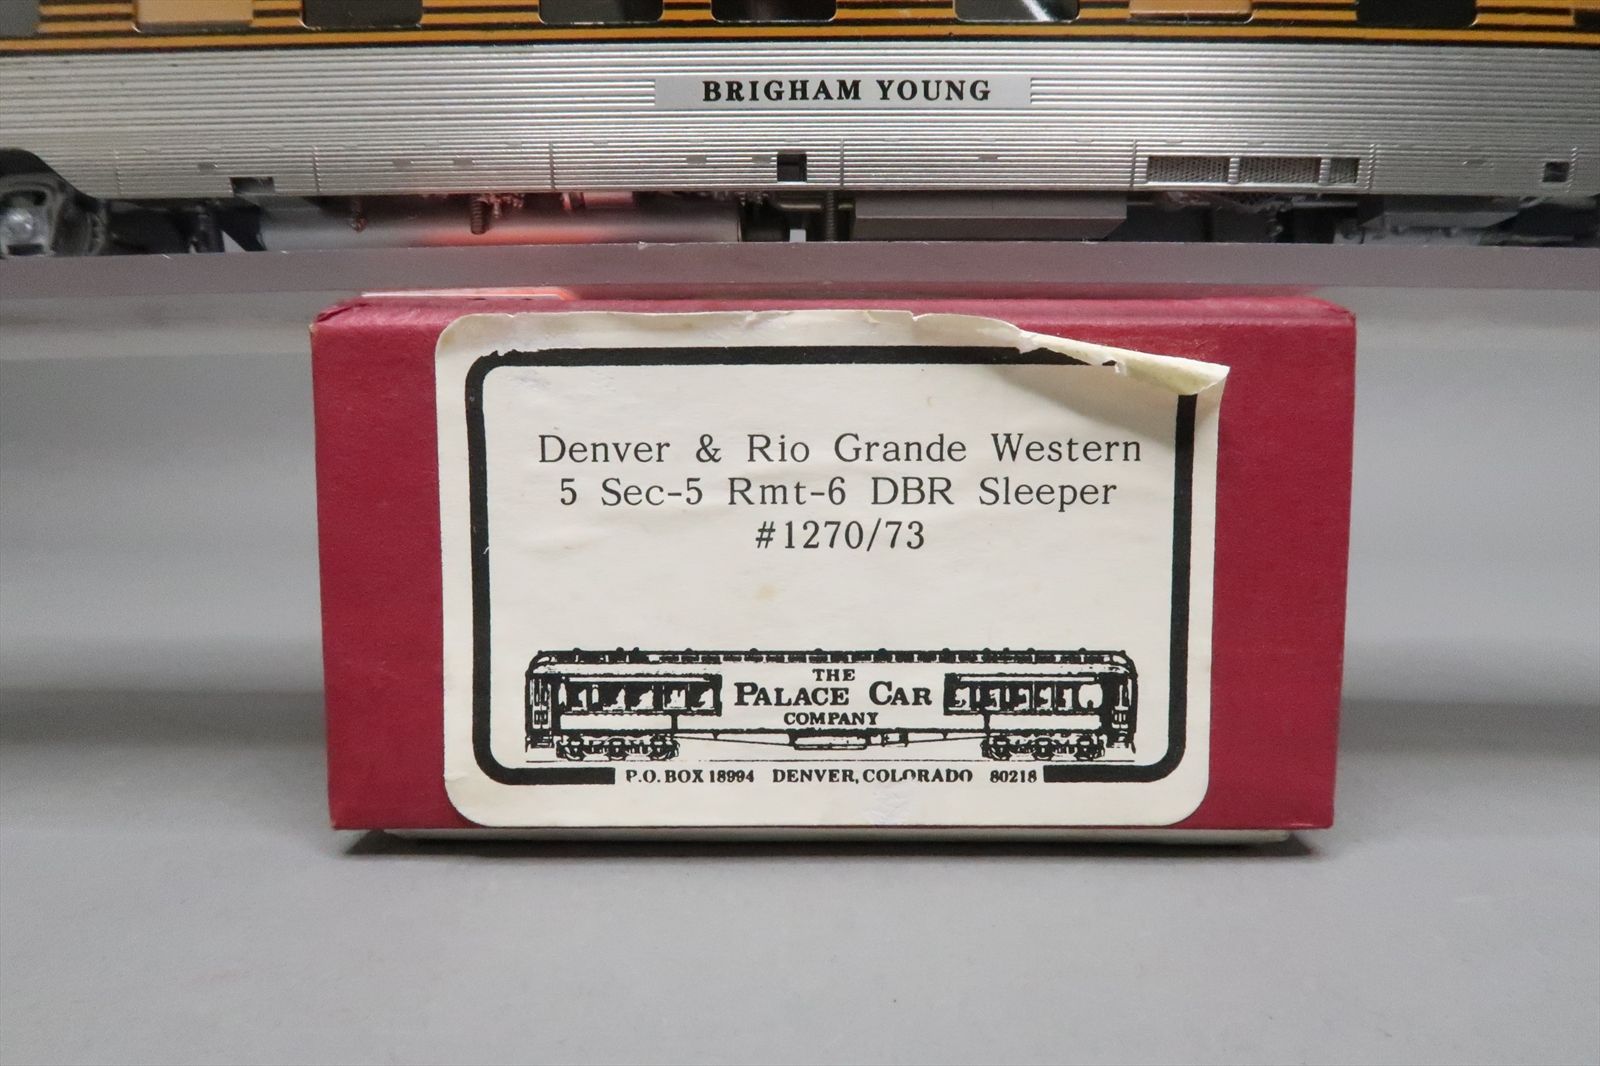 BRIGHAM YOUNG
Denver & Rio Grande Western
5 Sec-5 Rmt-6 DBR Sleeper
#1270/73
THE
PALACE CAR
COMPANY
P.O. BOX 18994 DENVER, COLORADO 80218